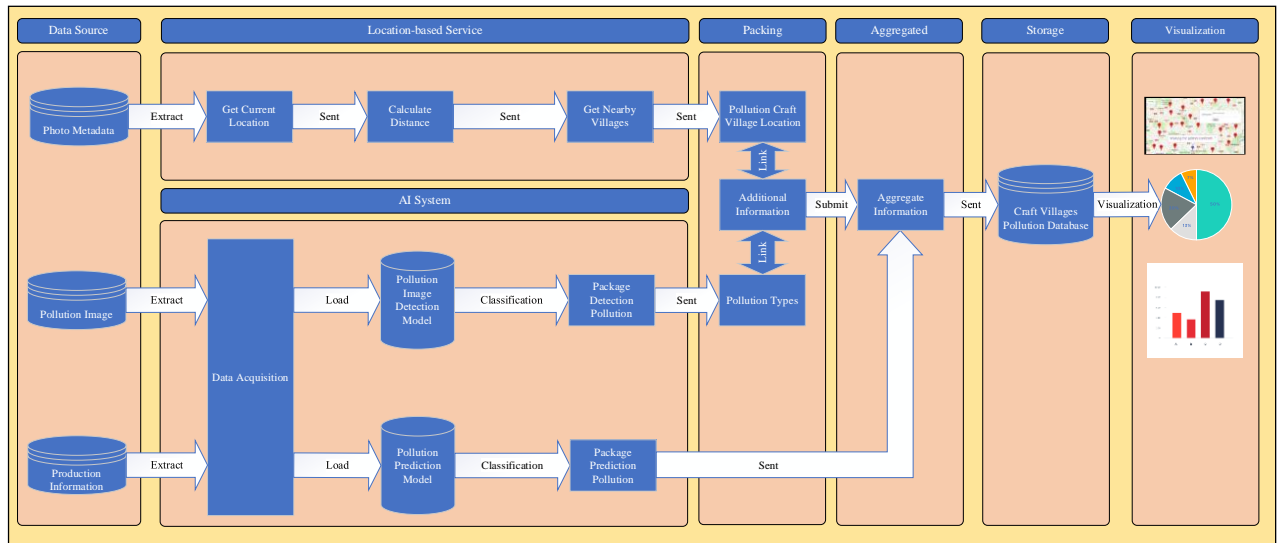 Data Source
Location-based Service
Packing
Aggregated
Storage
Visualization
Photo Metadata
Extract
Get Current
Location
Sent
Calculate
Distance
Sent
Get Nearby
Villages
Sent
Pollution Craft
Village Location
Link
AI System
Additional
Information
Submit
Aggregate
Information
Sent
Craft Villages
Pollution Database
Visualization
Link
Pollution Image
Extract
Data Acquisition
Load
Pollution
Image
Detection
Model
Classification
Package
Detection
Pollution
Sent
Pollution Types
Production
Information
Extract
Load
Pollution
Prediction
Model
Classification
Package
Prediction
Pollution
Sent